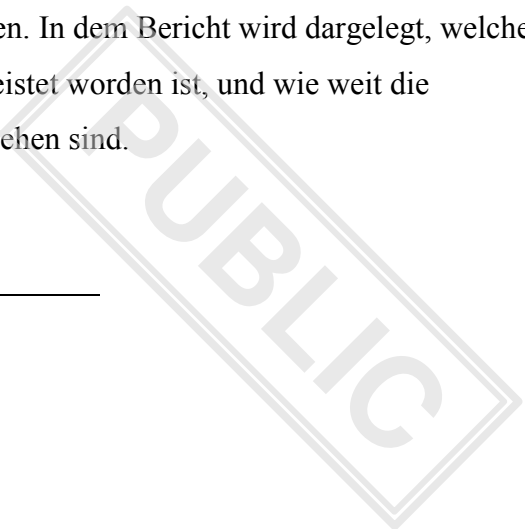 en. In dem Bericht wird dargelegt, welche
eistet worden ist, und wie weit die
ehen sind.
PUBLIC